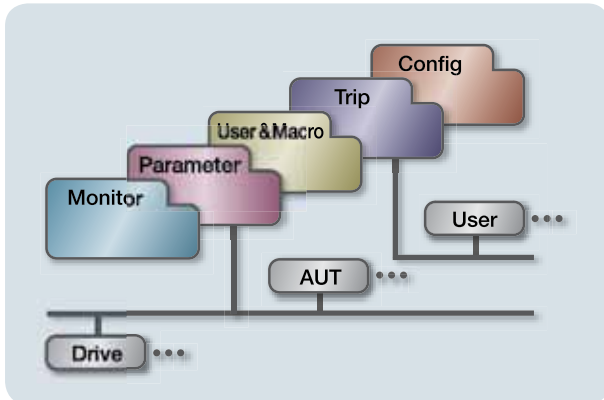 Config
Trip
User & Macro
Parameter
Monitor
User
AUT
Drive